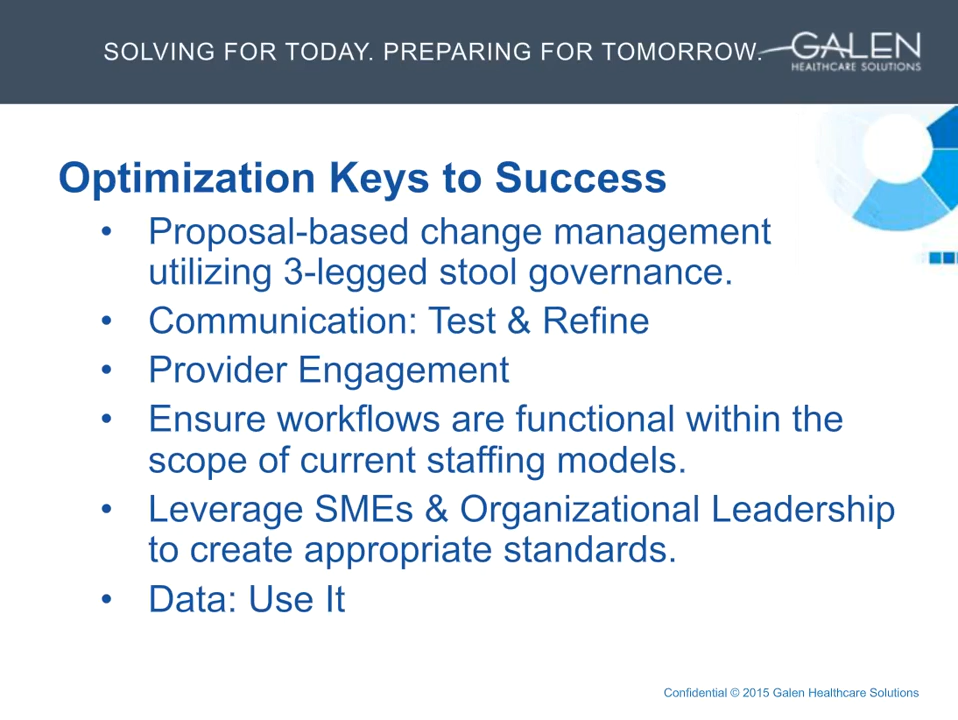 SOLVING FOR TODAY. PREPARING FOR TOMORROW.
GALEN
HEALTHCARE SOLUTIONS
Optimization Keys to Success
• Proposal-based change management
utilizing 3-legged stool governance.
• Communication: Test & Refine
• Provider Engagement
• Ensure workflows are functional within the
scope of current staffing models.
• Leverage SMEs & Organizational Leadership
to create appropriate standards.
• Data: Use It
Confidential © 2015 Galen Healthcare Solutions